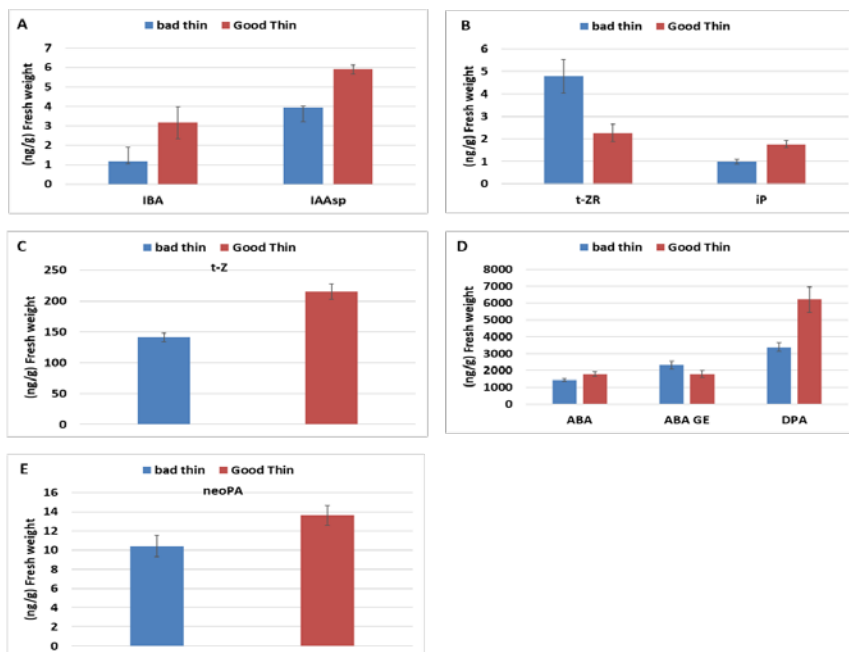 A
bad thin Good Thin
(ng/g) Fresh weight
7
6
5
4
3
2
1
0
IBA IAAsp
B
bad thin Good Thin
(ng/g) Fresh weight
6
5
4
3
2
1
0
t-ZR iP
C
bad thin Good Thin
t-Z
(ng/g) Fresh weight
250
200
150
100
50
0
D
bad thin Good Thin
(ng/g) Fresh weight
8000
7000
6000
5000
4000
3000
2000
1000
0
ABA ABA GE DPA
E
bad thin Good Thin
neoPA
(ng/g) Fresh weight
16
14
12
10
8
6
4
2
0